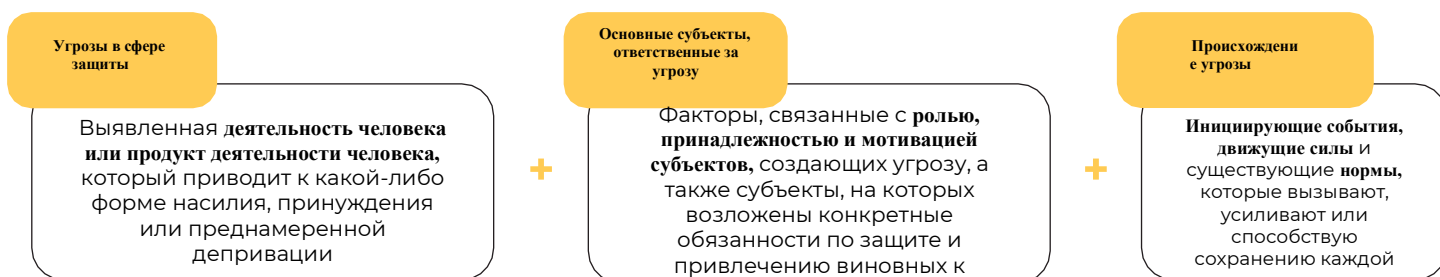 Угрозы в сфере
защиты
Выявленная деятельность человека
или продукт деятельности человека,
который приводит к какой-либо
форме насилия, принуждения
или преднамеренной
депривации
+
Основные субъекты,
ответственные за
угрозу
Факторы, связанные с ролью,
принадлежностью и мотивацией
субъектов, создающих угрозу, а
также субъекты, на которых
возложены конкретные
обязанности по защите и
привлечению виновных к
+
Происхождени
е угрозы
Инициирующие события,
движущие силы и
существующие нормы,
которые вызывают,
усиливают или
способствую
сохранению каждой